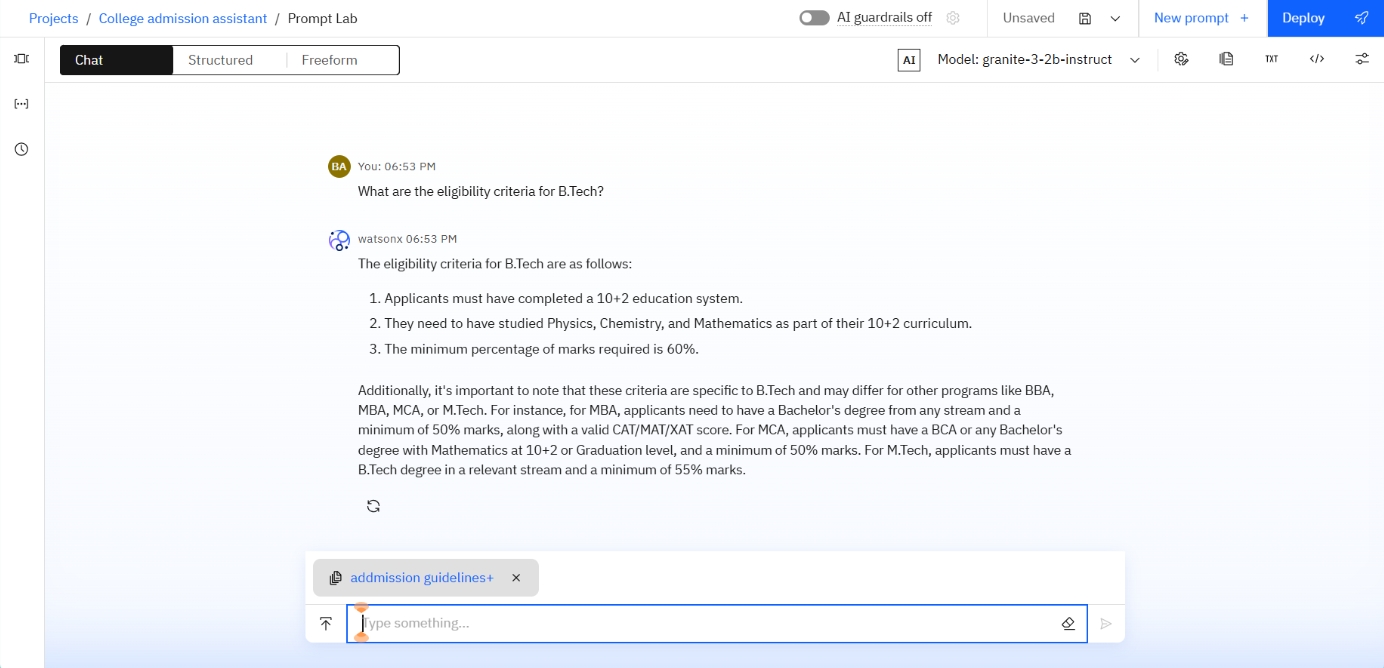 Projects / College admission assistant / Prompt Lab
AI guardrails off
Unsaved
New prompt +
Deploy
Chat
Structured
Freeform
AI
Model: granite-3-2b-instruct
TXT
</>
BA You: 06:53 PM
What are the eligibility criteria for B.Tech?
watsonx 06:53 PM
The eligibility criteria for B.Tech are as follows:
1. Applicants must have completed a 10+2 education system.
2. They need to have studied Physics, Chemistry, and Mathematics as part of their 10+2 curriculum.
3. The minimum percentage of marks required is 60%.
Additionally, it's important to note that these criteria are specific to B.Tech and may differ for other programs like BBA,
MBA, MCA, or M.Tech. For instance, for MBA, applicants need to have a Bachelor's degree from any stream and a
minimum of 50% marks, along with a valid CAT/MAT/XAT score. For MCA, applicants must have a BCA or any Bachelor's
degree with Mathematics at 10+2 or Graduation level, and a minimum of 50% marks. For M.Tech, applicants must have a
B.Tech degree in a relevant stream and a minimum of 55% marks.
addmission guidelines+
Type something...